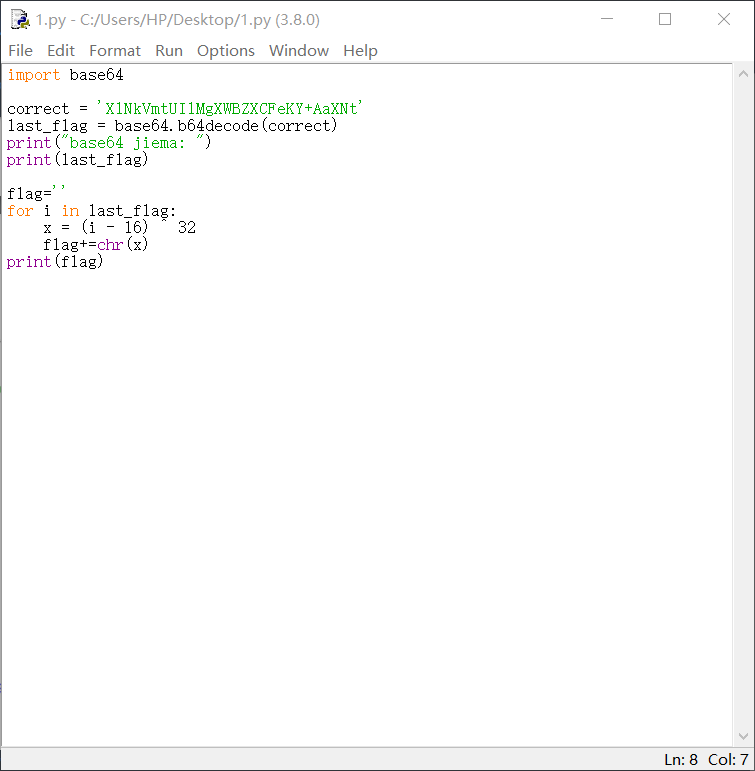 1.py - C:/Users/HP/Desktop/1.py (3.8.0)
File Edit Format Run Options Window Help
import base64
correct = 'XlNkVmtUI1MgXWBZXCFeKY+AaXNt'
last_flag = base64.b64decode(correct)
print("base64 jiema: ")
print(last_flag)
flag=''
for i in last_flag:
    x = (i - 16) ^ 32
    flag+=chr(x)
print(flag)
Ln: 8 Col: 7